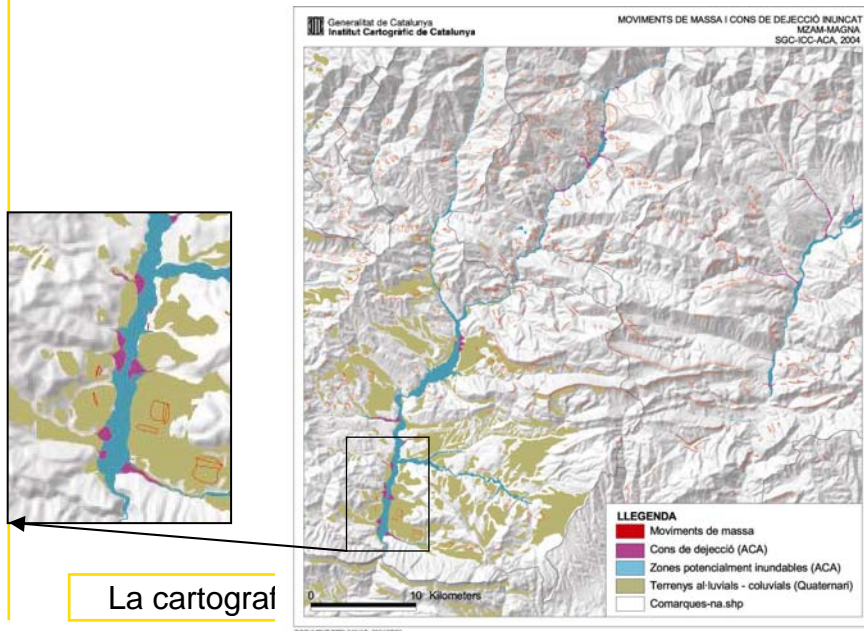 Generalitat de Catalunya
Institut Cartogràfic de Catalunya
MOVIMENTS DE MASSA I CONS DE DEJECCIÓ INUNCAT
MZAM-MAGNA
SGC-ICC-ACA, 2004
LLEGENDA
Moviments de massa
Cons de dejecció (ACA)
Zones potencialment inundables (ACA)
Terrenys al·luvials - coluvials (Quaternari)
Comarques-na.shp
0 10 Kilometers
La cartograf